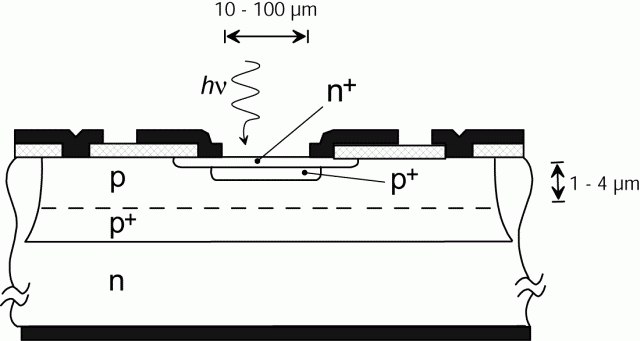 10 - 100 µm
hν
n+
p
p+
1 - 4 µm
p+
n